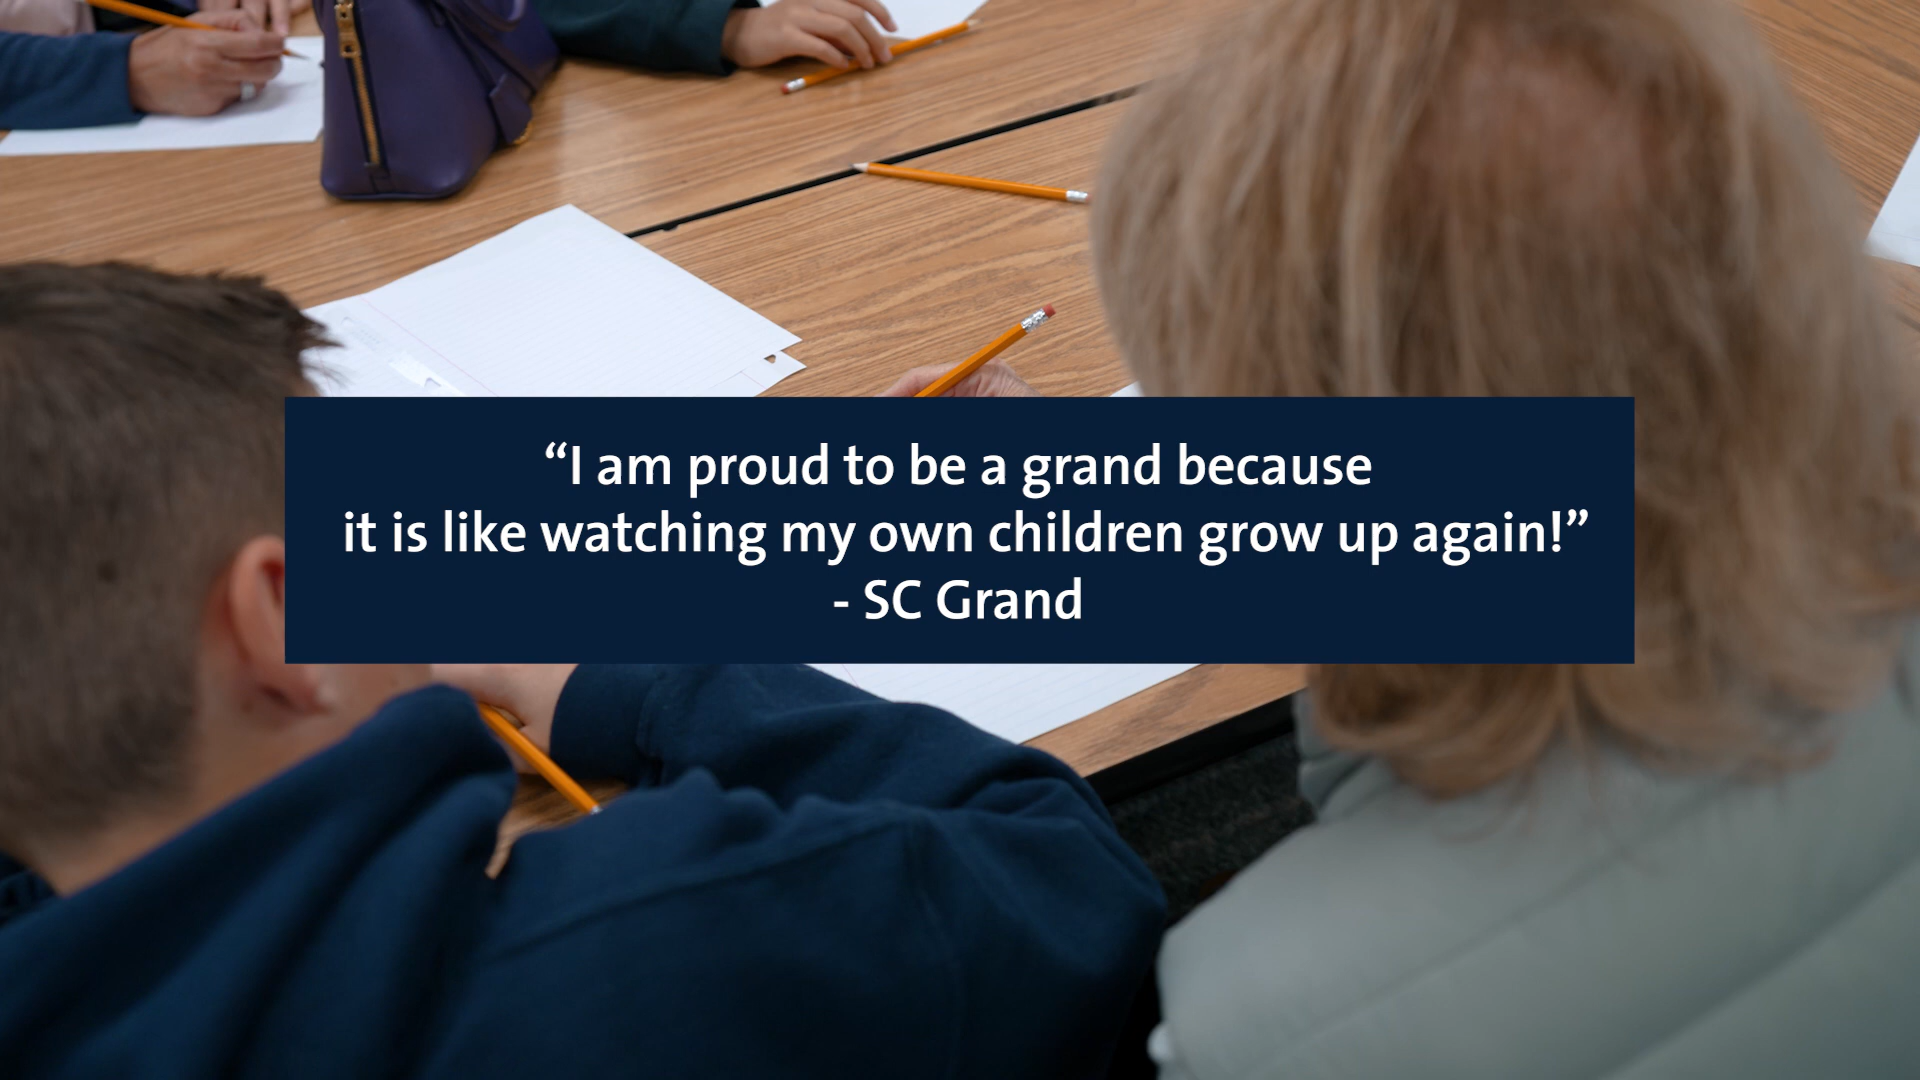 “I am proud to be a grand because
it is like watching my own children grow up again!”
- SC Grand